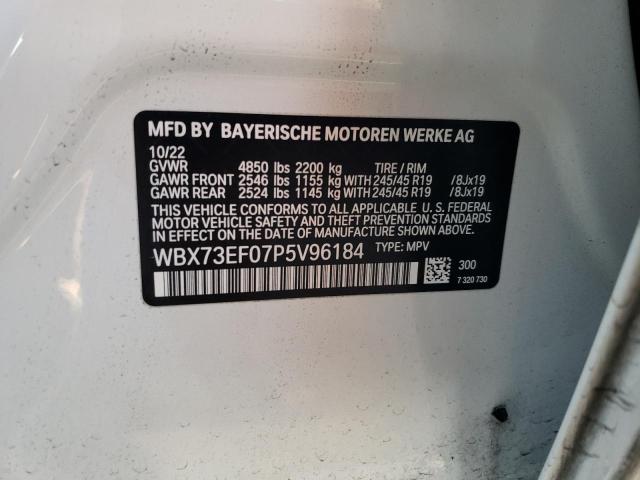 MFD BY BAYERISCHE MOTOREN WERKE AG
10/22
GVWR 4850 lbs 2200 kg TIRE / RIM
GAWR FRONT 2546 lbs 1155 kg WITH 245/45 R19 /8Jx19
GAWR REAR 2524 lbs 1145 kg WITH 245/45 R19 /8Jx19
THIS VEHICLE CONFORMS TO ALL APPLICABLE U. S. FEDERAL
MOTOR VEHICLE SAFETY AND THEFT PREVENTION STANDARDS
IN EFFECT ON THE DATE OF MANUFACTURE SHOWN ABOVE.
WBX73EF07P5V96184 TYPE: MPV
300
7 320 730